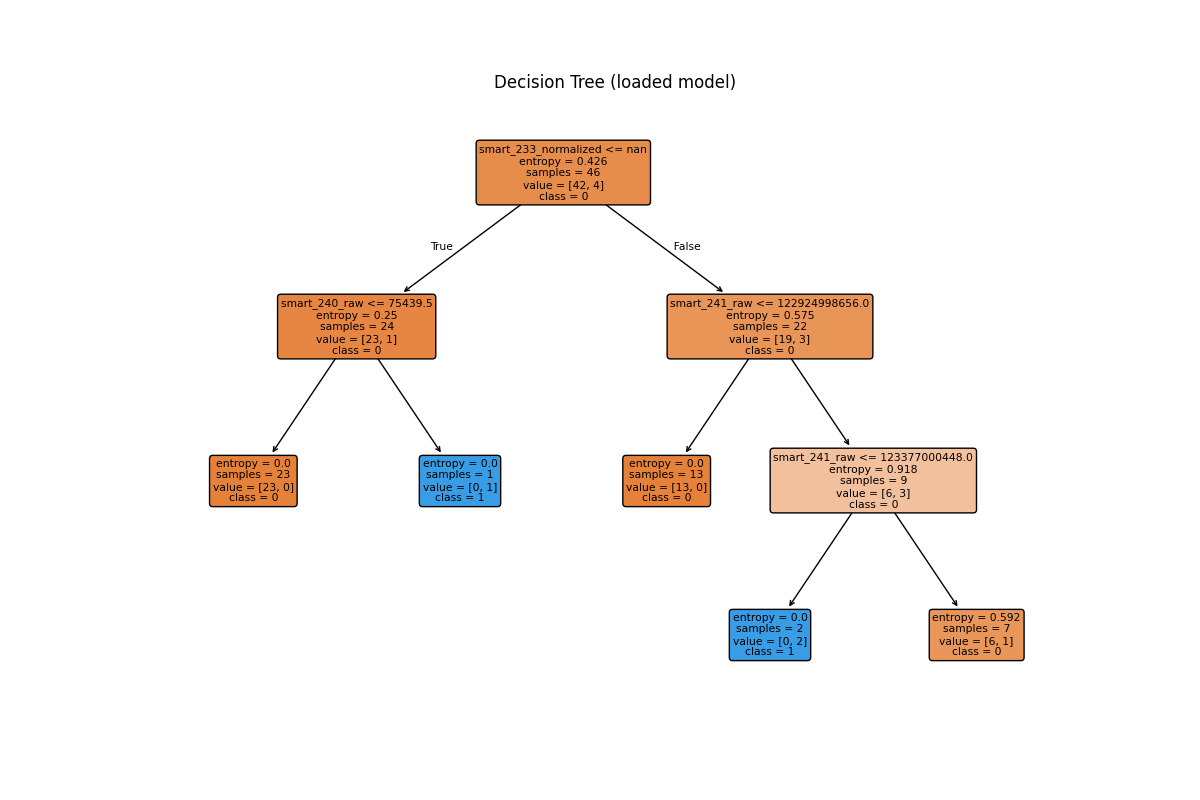 Decision Tree (loaded model)
smart_233_normalized <= nan
entropy = 0.426
samples = 46
value = [42, 4]
class = 0
True
False
smart_240_raw <= 75439.5
entropy = 0.25
samples = 24
value = [23, 1]
class = 0
smart_241_raw <= 122924998656.0
entropy = 0.575
samples = 22
value = [19, 3]
class = 0
entropy = 0.0
samples = 23
value = [23, 0]
class = 0
entropy = 0.0
samples = 1
value = [0, 1]
class = 1
entropy = 0.0
samples = 13
value = [13, 0]
class = 0
smart_241_raw <= 123377000448.0
entropy = 0.918
samples = 9
value = [6, 3]
class = 0
entropy = 0.0
samples = 2
value = [0, 2]
class = 1
entropy = 0.592
samples = 7
value = [6, 1]
class = 0